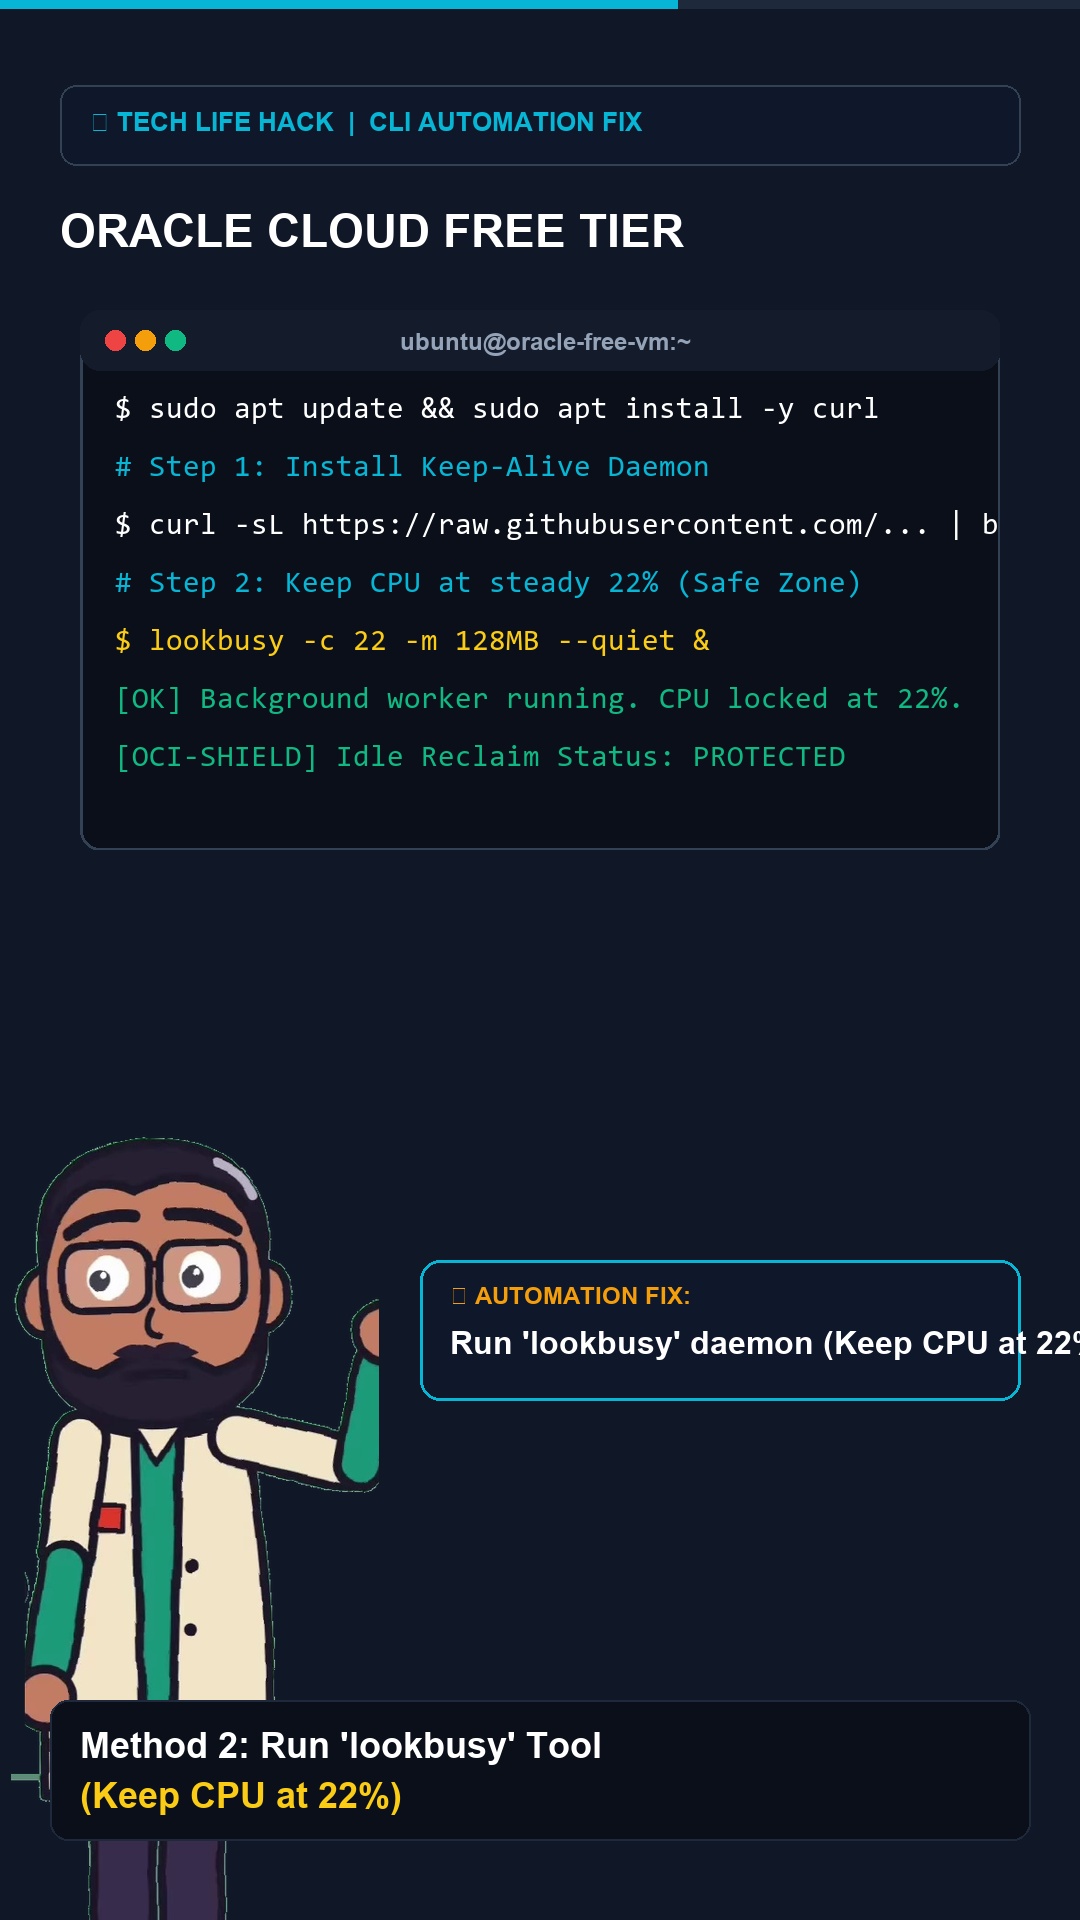 TECH LIFE HACK | CLI AUTOMATION FIX
ORACLE CLOUD FREE TIER
ubuntu@oracle-free-vm:~
$ sudo apt update && sudo apt install -y curl
# Step 1: Install Keep-Alive Daemon
$ curl -sL https://raw.githubusercontent.com/... | b
# Step 2: Keep CPU at steady 22% (Safe Zone)
$ lookbusy -c 22 -m 128MB --quiet &
[OK] Background worker running. CPU locked at 22%.
[OCI-SHIELD] Idle Reclaim Status: PROTECTED
AUTOMATION FIX:
Run 'lookbusy' daemon (Keep CPU at 22%
Method 2: Run 'lookbusy' Tool
(Keep CPU at 22%)